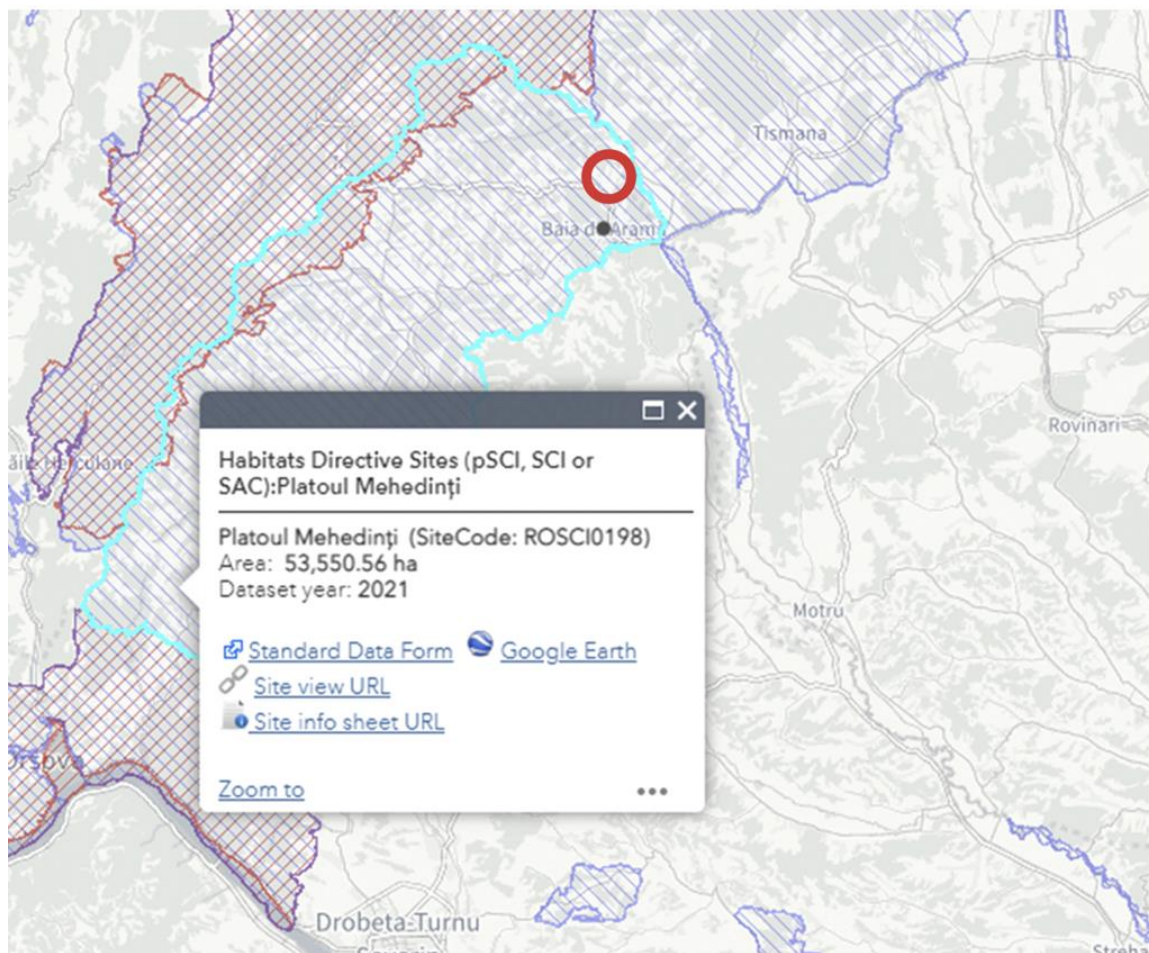 Tismana
Baia d Aramă
Rovinari
Habitats Directive Sites (pSCI, SCI or
SAC):Platoul Mehedinți
Platoul Mehedinți (SiteCode: ROSCI0198)
Area: 53,550.56 ha
Dataset year: 2021
Standard Data Form Google Earth
Site view URL
Site info sheet URL
Zoom to
Motru
Drobeta-Turnu
Severin
Streha